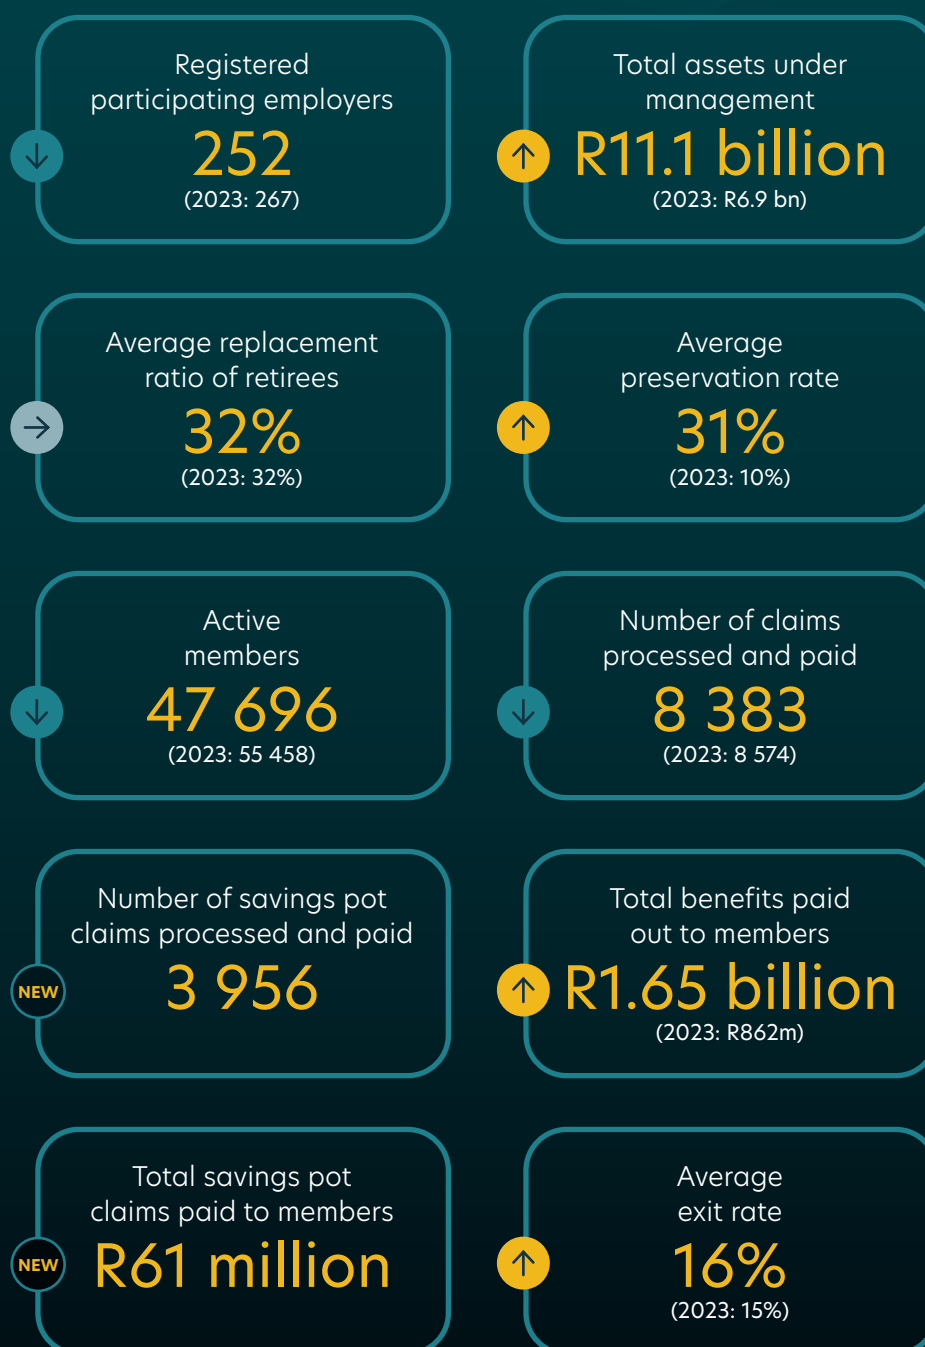 Registered
participating employers
252
(2023: 267)
Total assets under
management
R11.1 billion
(2023: R6.9 bn)
Average replacement
ratio of retirees
32%
(2023: 32%)
Average
preservation rate
31%
(2023: 10%)
Active
members
47 696
(2023: 55 458)
Number of claims
processed and paid
8 383
(2023: 8 574)
Number of savings pot
claims processed and paid
NEW
3 956
Total benefits paid
out to members
R1.65 billion
(2023: R862m)
Total savings pot
claims paid to members
NEW
R61 million
Average
exit rate
16%
(2023: 15%)